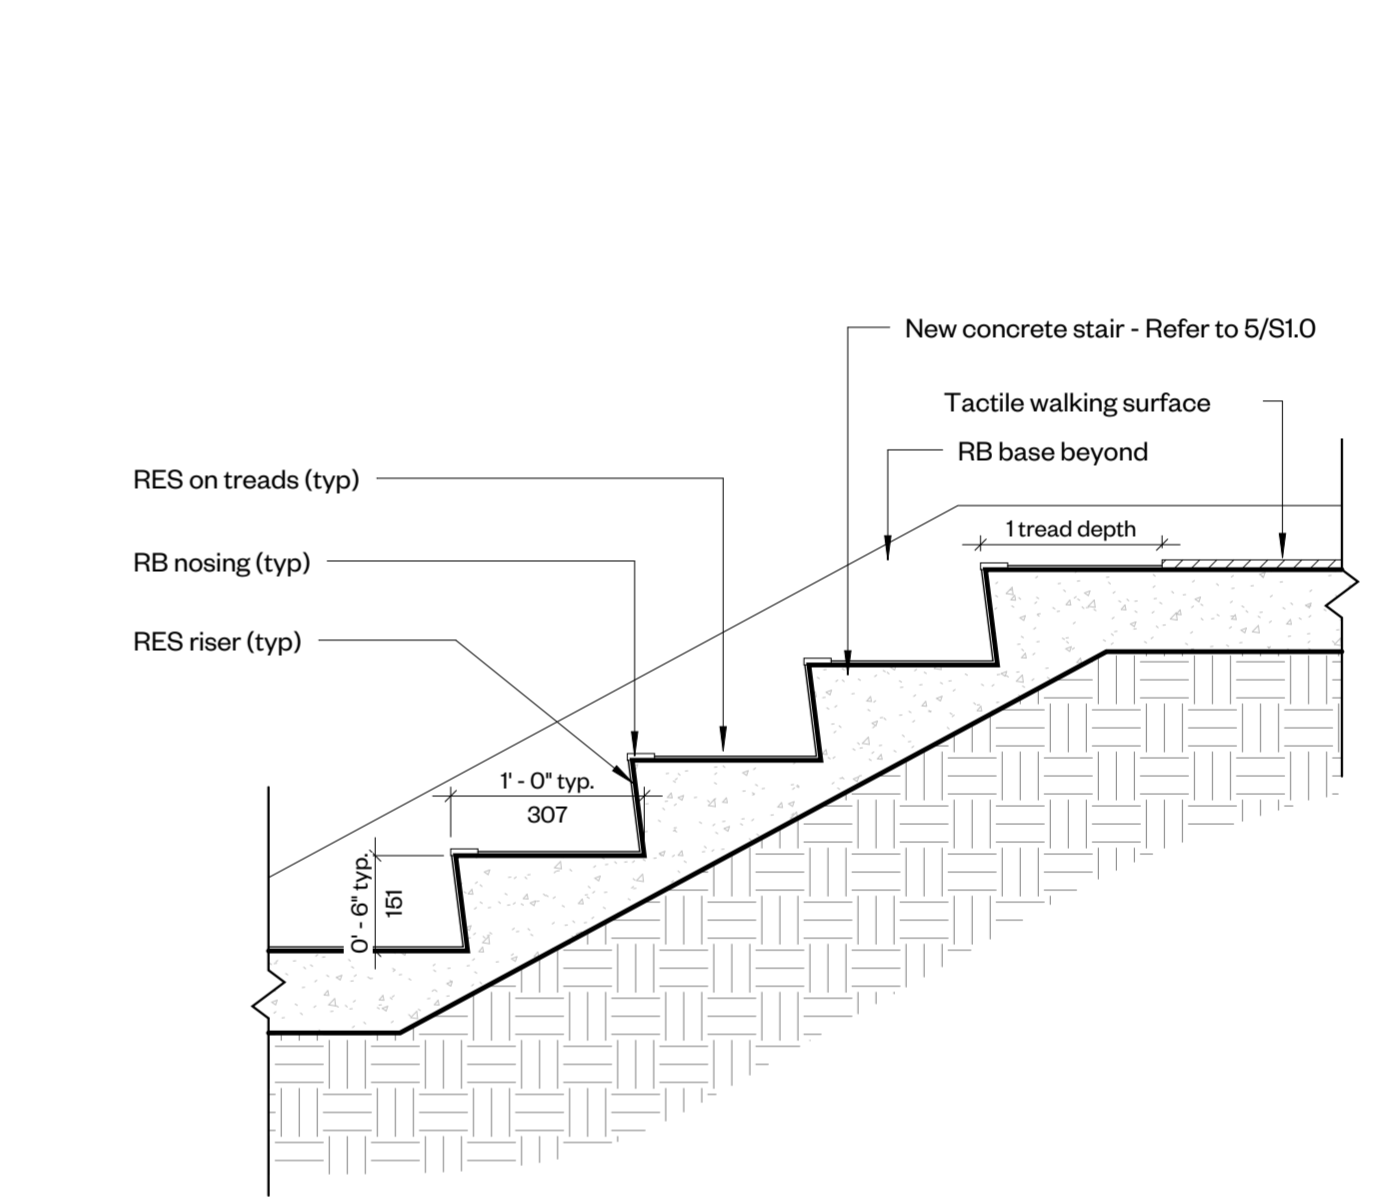 New concrete stair - Refer to 5/S1.0
Tactile walking surface
RB base beyond
RES on treads (typ)
1 tread depth
RB nosing (typ)
RES riser (typ)
1' - 0" typ.
307
0' - 6" typ.
151